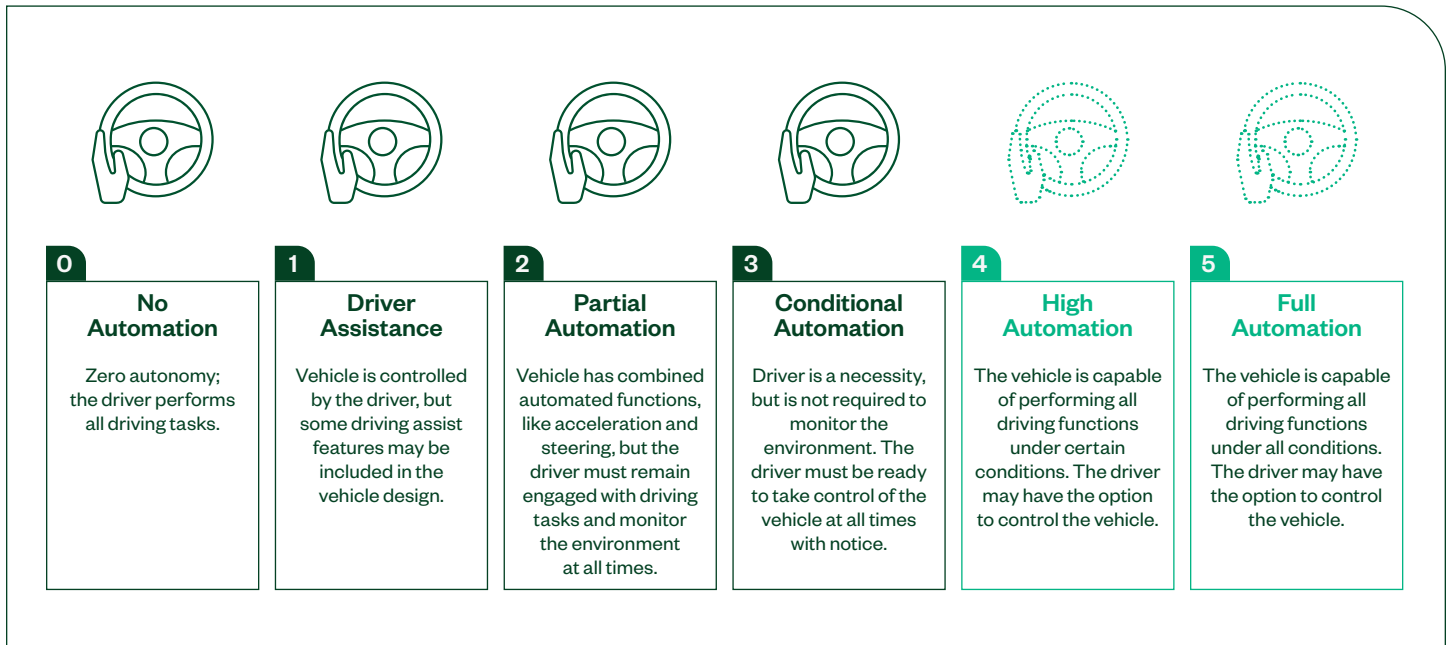 0
No
Automation
Zero autonomy;
the driver performs
all driving tasks.
1
Driver
Assistance
Vehicle is controlled
by the driver, but
some driving assist
features may be
included in the
vehicle design.
2
Partial
Automation
Vehicle has combined
automated functions,
like acceleration and
steering, but the
driver must remain
engaged with driving
tasks and monitor
the environment
at all times.
3
Conditional
Automation
Driver is a necessity,
but is not required to
monitor the
environment. The
driver must be ready
to take control of the
vehicle at all times
with notice.
4
High
Automation
The vehicle is capable
of performing all
driving functions
under certain
conditions. The driver
may have the option
to control the vehicle.
5
Full
Automation
The vehicle is capable
of performing all
driving functions
under all conditions.
The driver may have
the option to control
the vehicle.